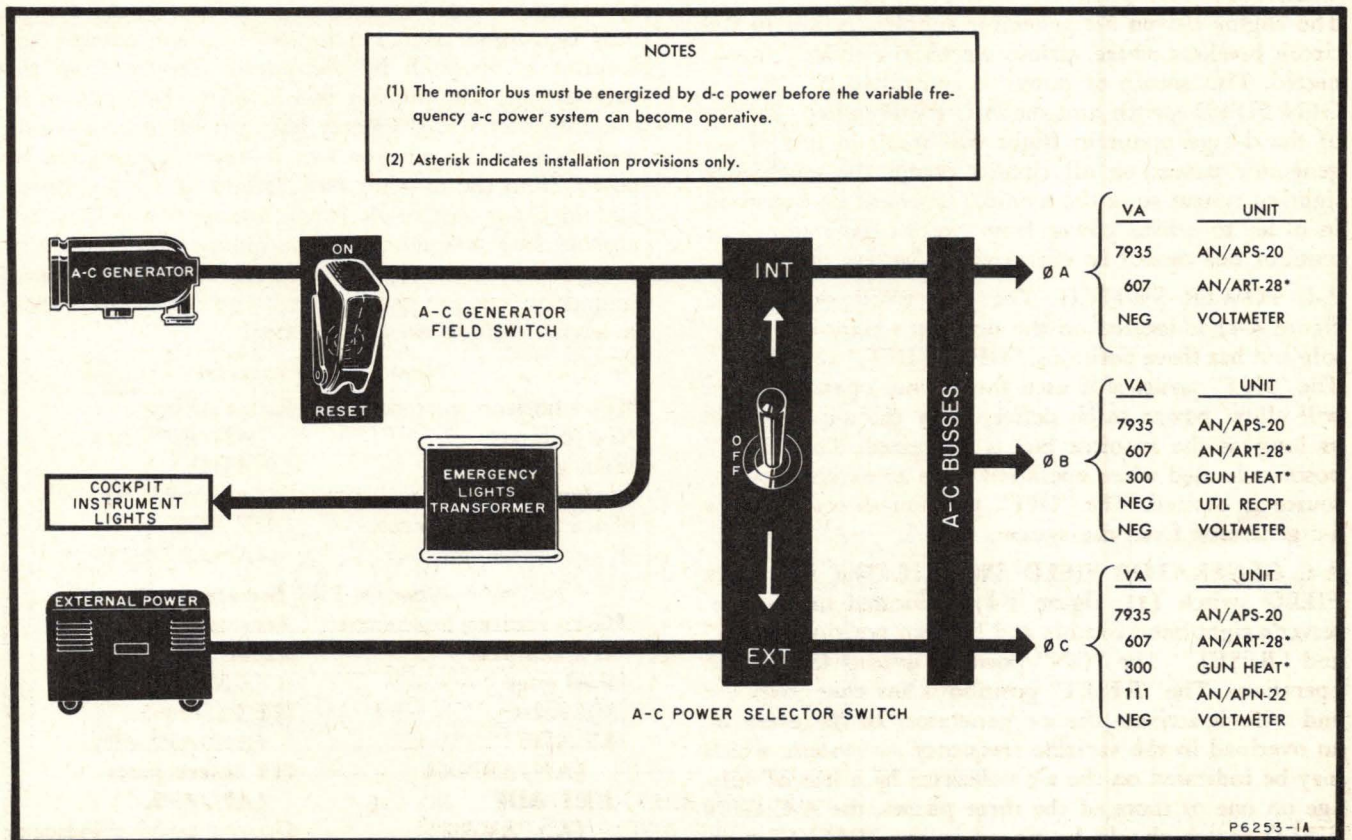 NOTES
(1) The monitor bus must be energized by d-c power before the variable fre-
quency a-c power system can become operative.
(2) Asterisk indicates installation provisions only.
A-C GENERATOR
ON
RESET
A-C GENERATOR
FIELD SWITCH
EMERGENCY
LIGHTS
TRANSFORMER
COCKPIT
INSTRUMENT
LIGHTS
EXTERNAL POWER
INT
OFF
EXT
A-C POWER SELECTOR SWITCH
A-C BUSSES
Ø A
VA UNIT
7935 AN/APS-20
607 AN/ART-28*
NEG VOLTMETER
Ø B
VA UNIT
7935 AN/APS-20
607 AN/ART-28*
300 GUN HEAT*
NEG UTIL RECPT
NEG VOLTMETER
Ø C
VA UNIT
7935 AN/APS-20
607 AN/ART-28*
300 GUN HEAT*
111 AN/APN-22
NEG VOLTMETER
P6253-1A